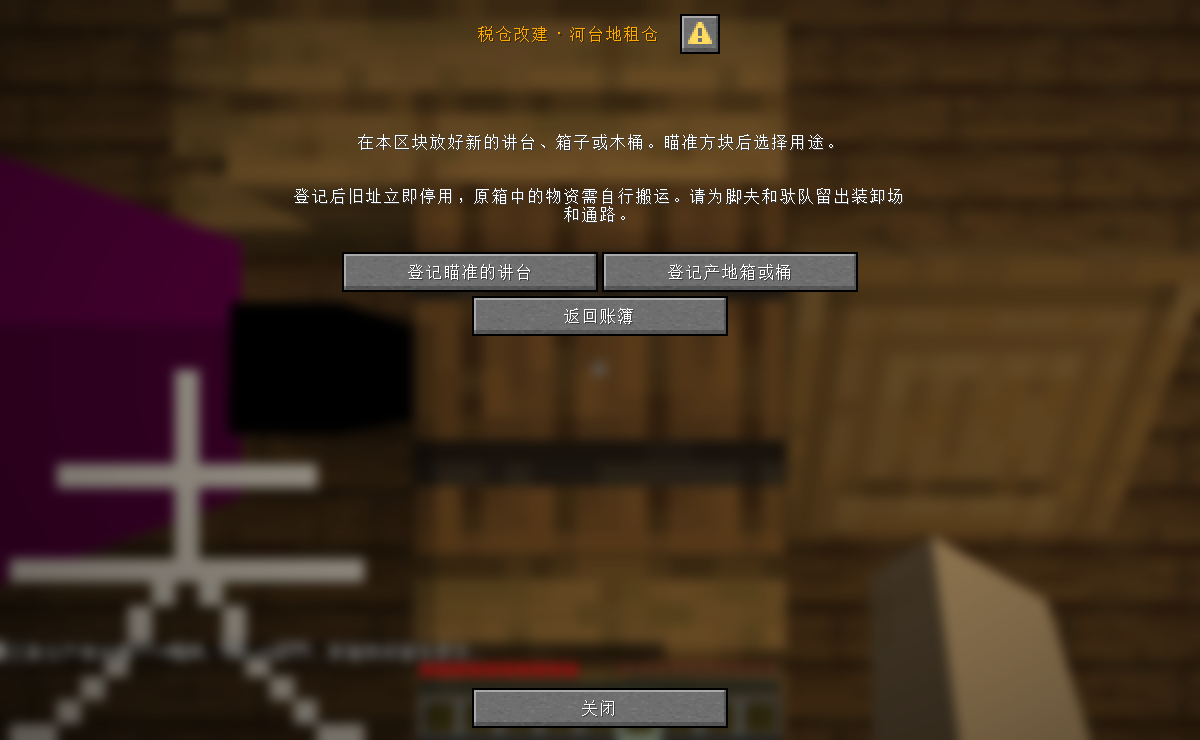 税仓改建·河台地租仓
在本区块放好新的讲台、箱子或木桶。瞄准方块后选择用途。
登记后旧址立即停用，原箱中的物资需自行搬运。请为脚夫和驮队留出装卸场
和通路。
登记瞄准的讲台
登记产地箱或桶
返回账簿
关闭